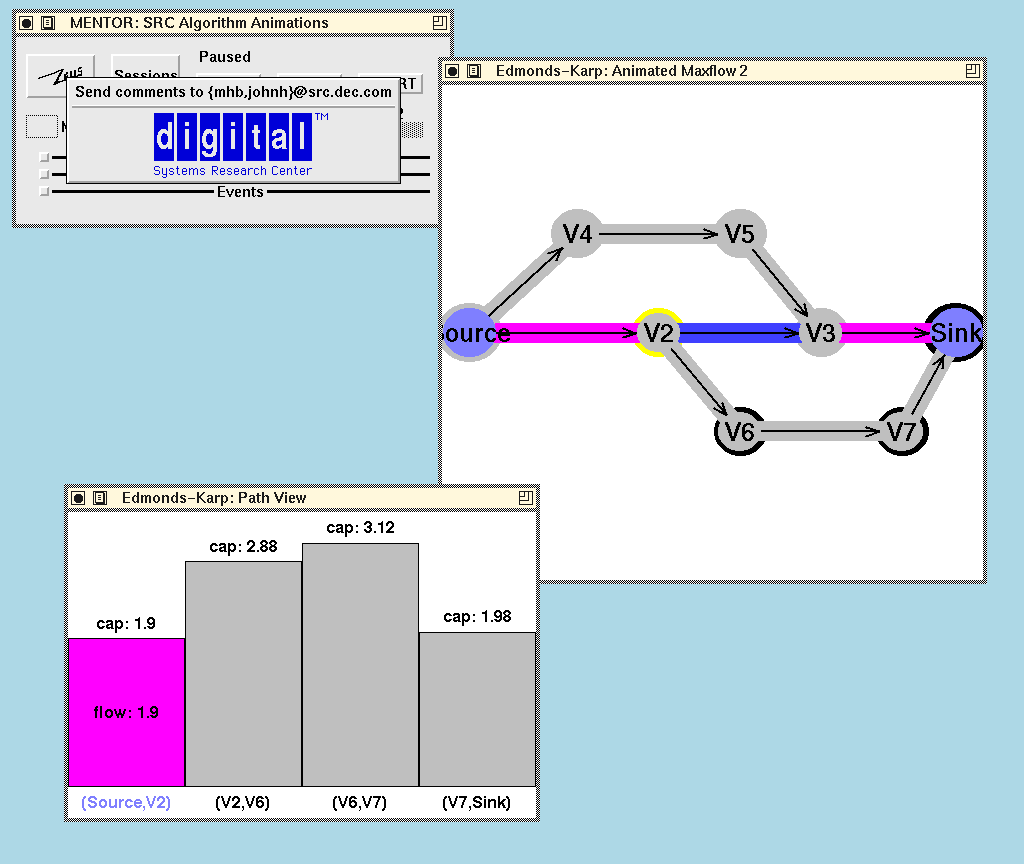 MENTOR: SRC Algorithm Animations
Paused
Zeus
Sessions
RT
Send comments to {mhb,johnh}@src.dec.com
digital™
Systems Research Center
Events
Edmonds-Karp: Animated Maxflow 2
V4
V5
ource
V2
V3
Sink
V6
V7
Edmonds-Karp: Path View
cap: 3.12
cap: 2.88
cap: 1.98
cap: 1.9
flow: 1.9
(Source,V2)
(V2,V6)
(V6,V7)
(V7,Sink)